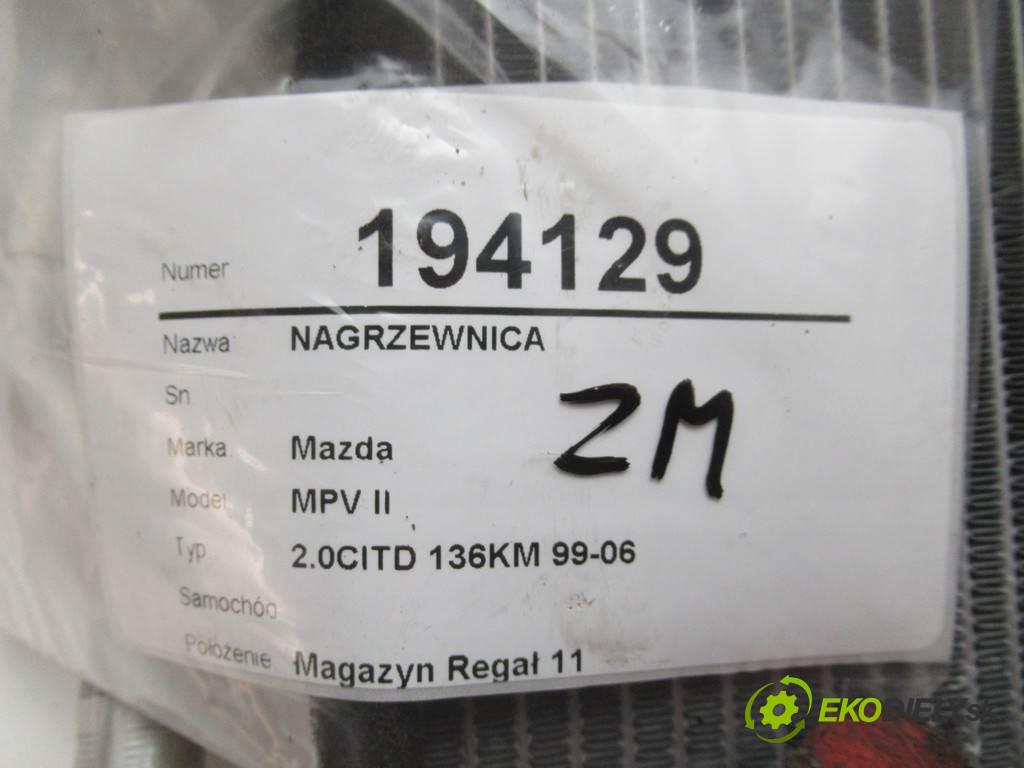 Numer 194129
Nazwa NAGRZEWNICA
Sn
ZM
Marka Mazda
Model MPV II
Typ 2.0CITD 136KM 99-06
Samochód
Położenie Magazyn Regał 11